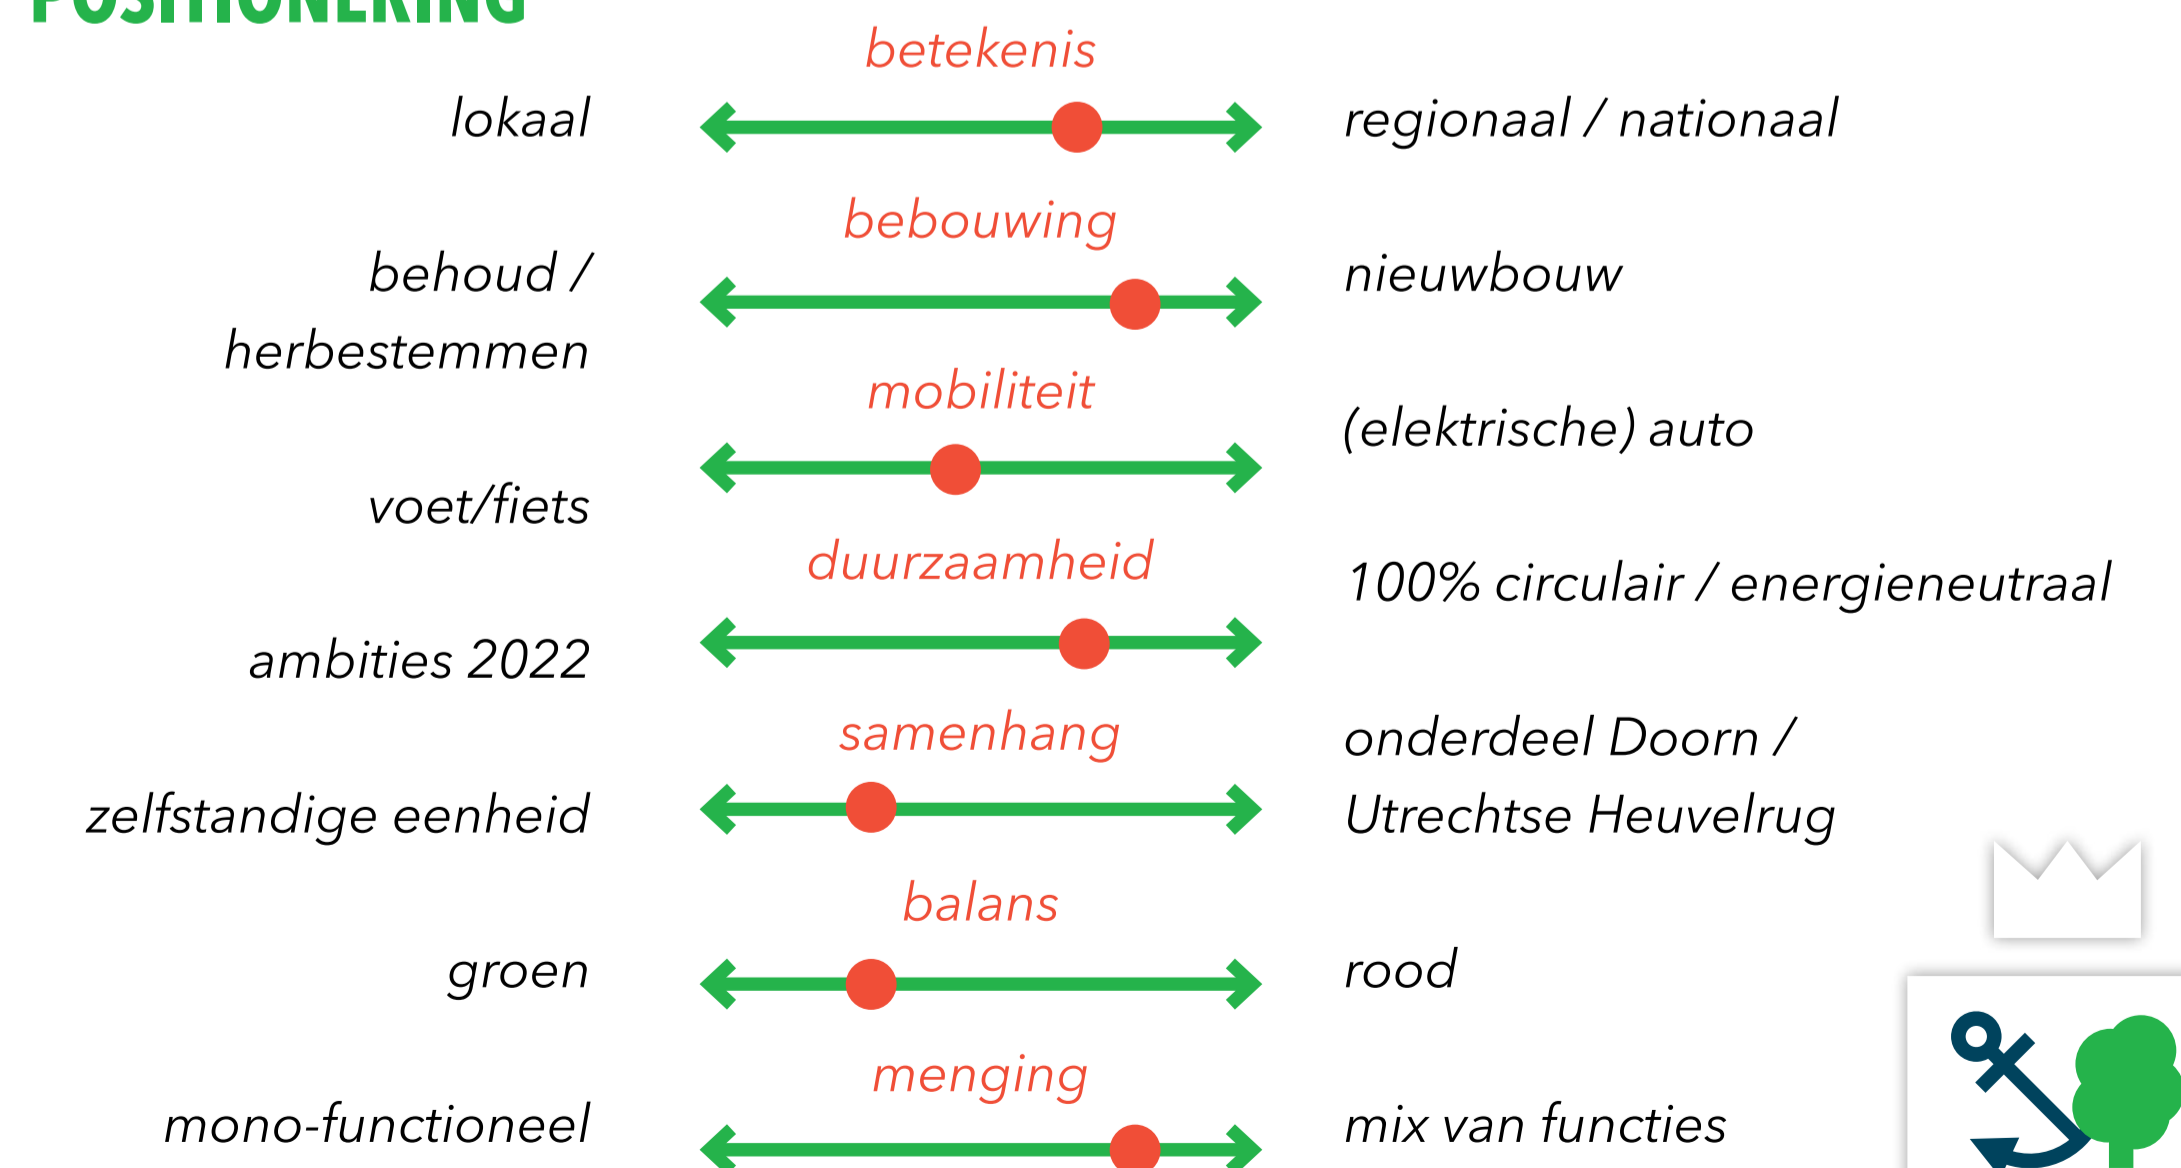 POSITIONERING
betekenis
lokaal
regionaal / nationaal
bebouwing
behoud /
herbestemmen
nieuwbouw
mobiliteit
voet/fiets
(elektrische) auto
duurzaamheid
ambities 2022
100% circulair / energieneutraal
samenhang
zelfstandige eenheid
onderdeel Doorn /
Utrechtse Heuvelrug
balans
groen
rood
menging
mono-functioneel
mix van functies